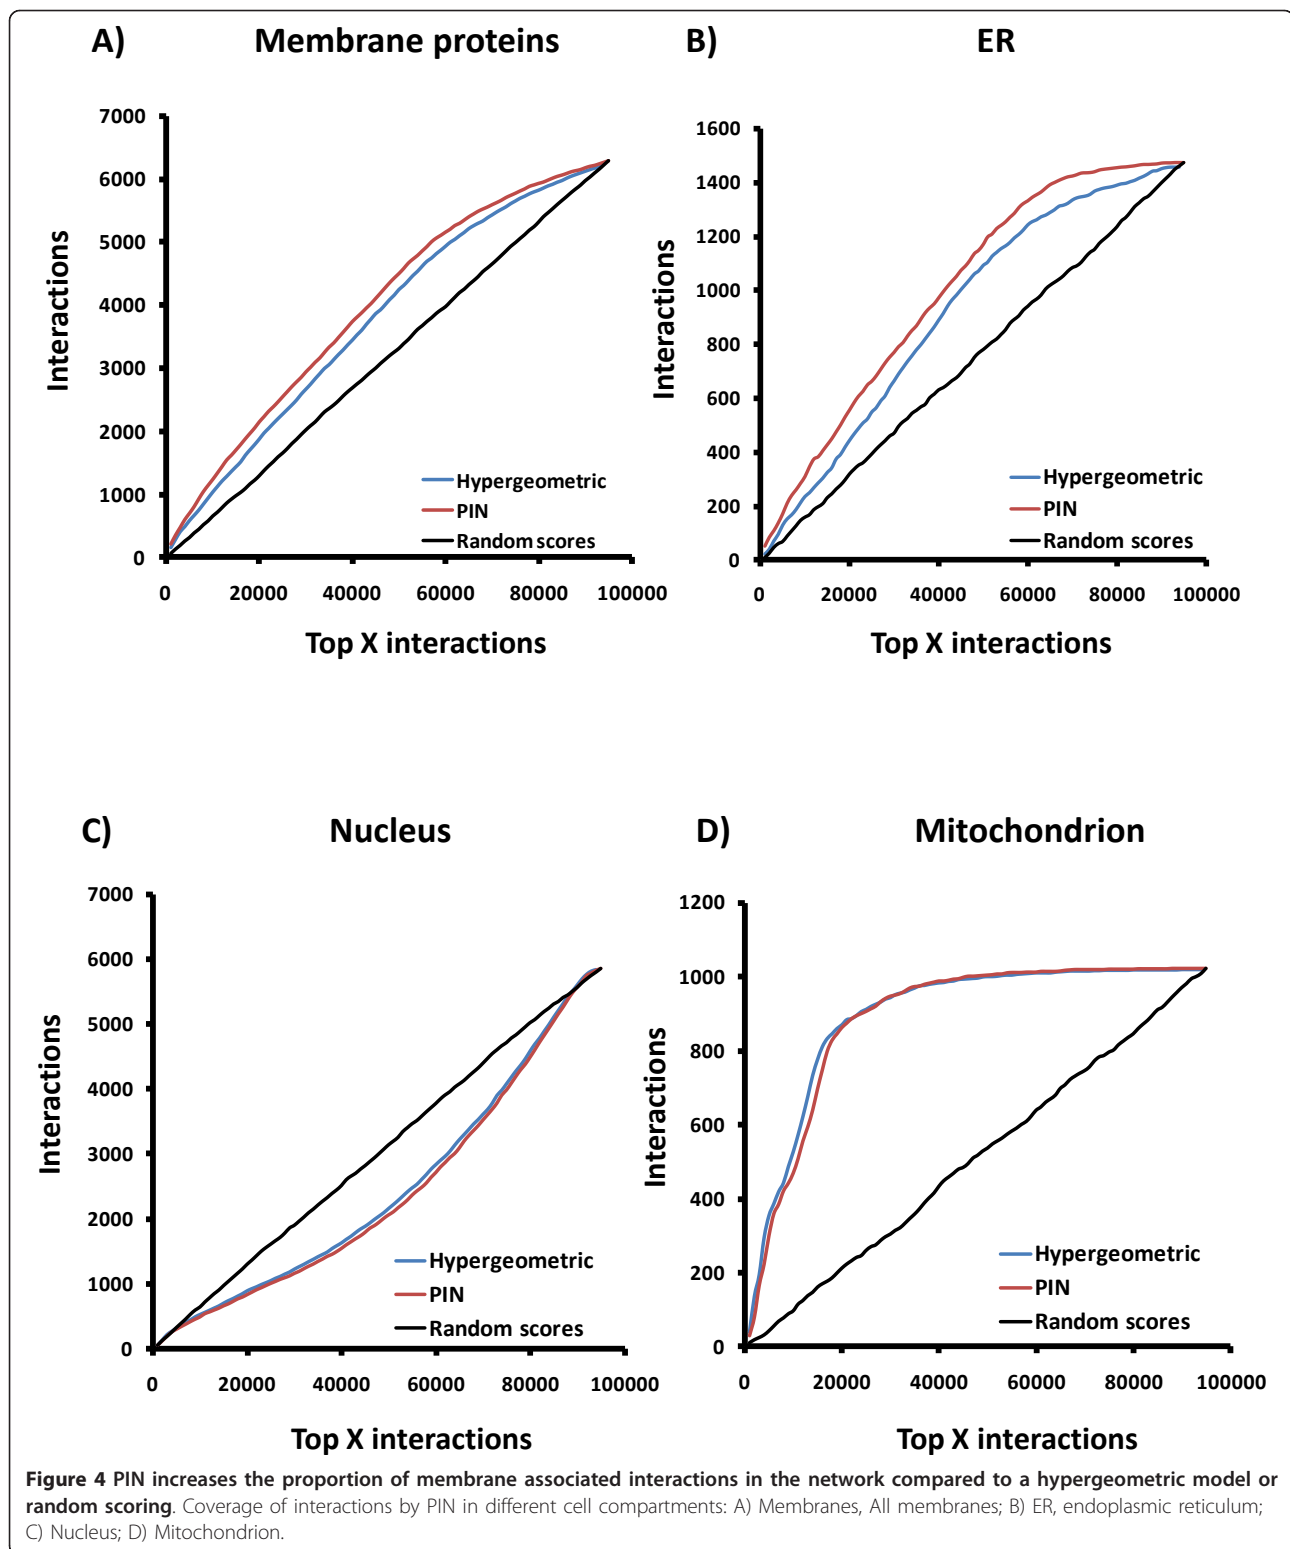 A) Membrane proteins
7000
6000
5000
4000
3000
2000
1000
0
Interactions
Hypergeometric
PIN
Random scores
0 20000 40000 60000 80000 100000
Top X interactions
B) ER
1600
1400
1200
1000
800
600
400
200
0
Interactions
Hypergeometric
PIN
Random scores
0 20000 40000 60000 80000 100000
Top X interactions
C) Nucleus
7000
6000
5000
4000
3000
2000
1000
0
Interactions
Hypergeometric
PIN
Random scores
0 20000 40000 60000 80000 100000
Top X interactions
D) Mitochondrion
1200
1000
800
600
400
200
0
Interactions
Hypergeometric
PIN
Random scores
0 20000 40000 60000 80000 100000
Top X interactions
Figure 4 PIN increases the proportion of membrane associated interactions in the network compared to a hypergeometric model or
random scoring. Coverage of interactions by PIN in different cell compartments: A) Membranes, All membranes; B) ER, endoplasmic reticulum;
C) Nucleus; D) Mitochondrion.